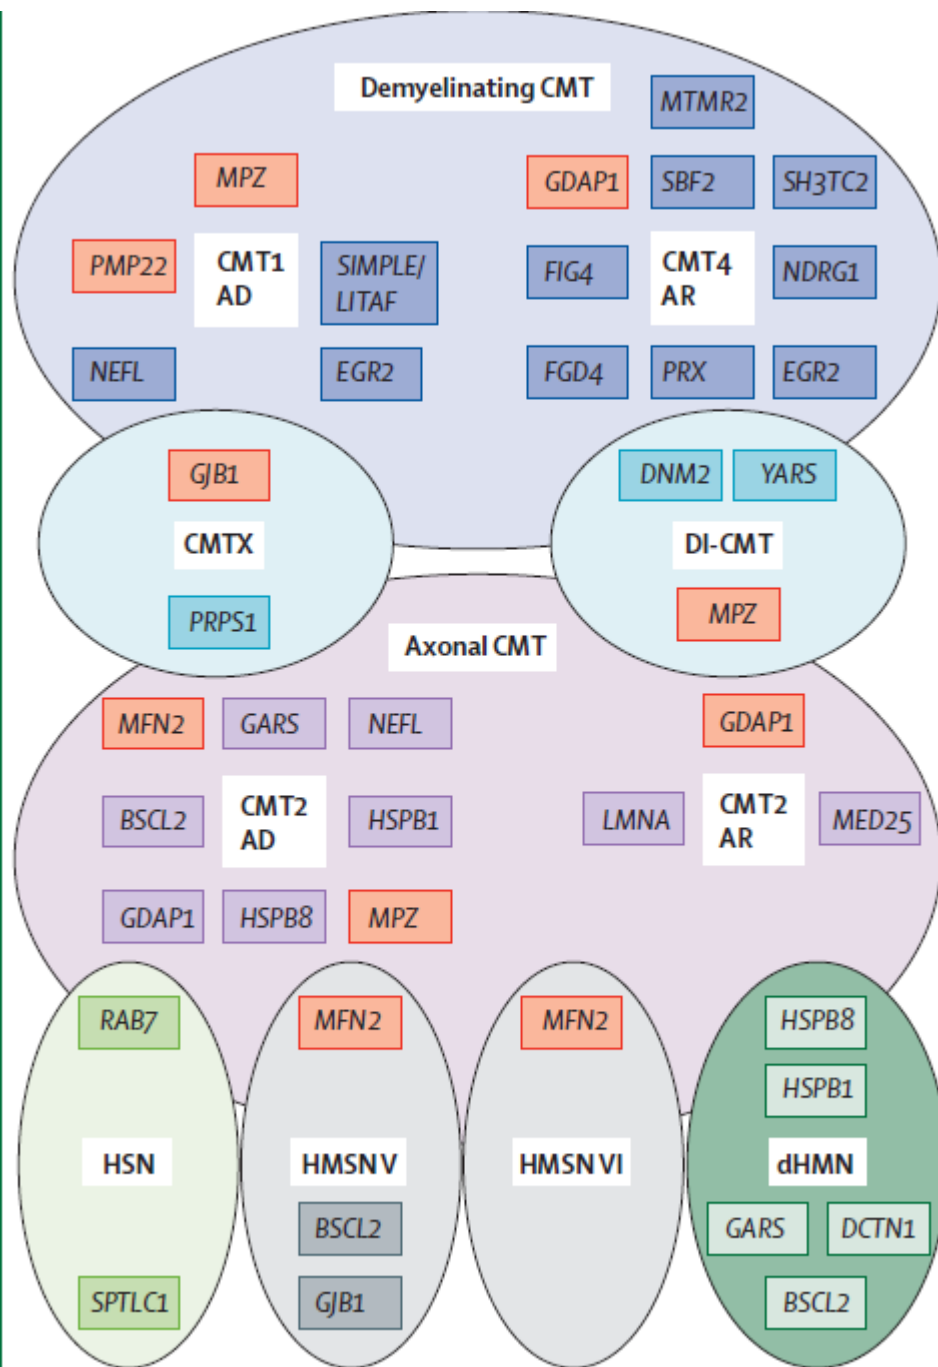 Demyelinating CMT
MTMR2
MPZ
GDAP1
SBF2
SH3TC2
PMP22
CMT1
AD
SIMPLE/
LITAF
FIG4
CMT4
AR
NDRG1
NEFL
EGR2
FGD4
PRX
EGR2
GJB1
CMTX
PRPS1
DNM2
YARS
DI-CMT
MPZ
Axonal CMT
MFN2
GARS
NEFL
GDAP1
BSCL2
CMT2
AD
HSPB1
LMNA
CMT2
AR
MED25
GDAP1
HSPB8
MPZ
RAB7
HSN
SPTLC1
MFN2
HMSN V
BSCL2
GJB1
MFN2
HMSN VI
HSPB8
HSPB1
dHMN
GARS
DCTN1
BSCL2